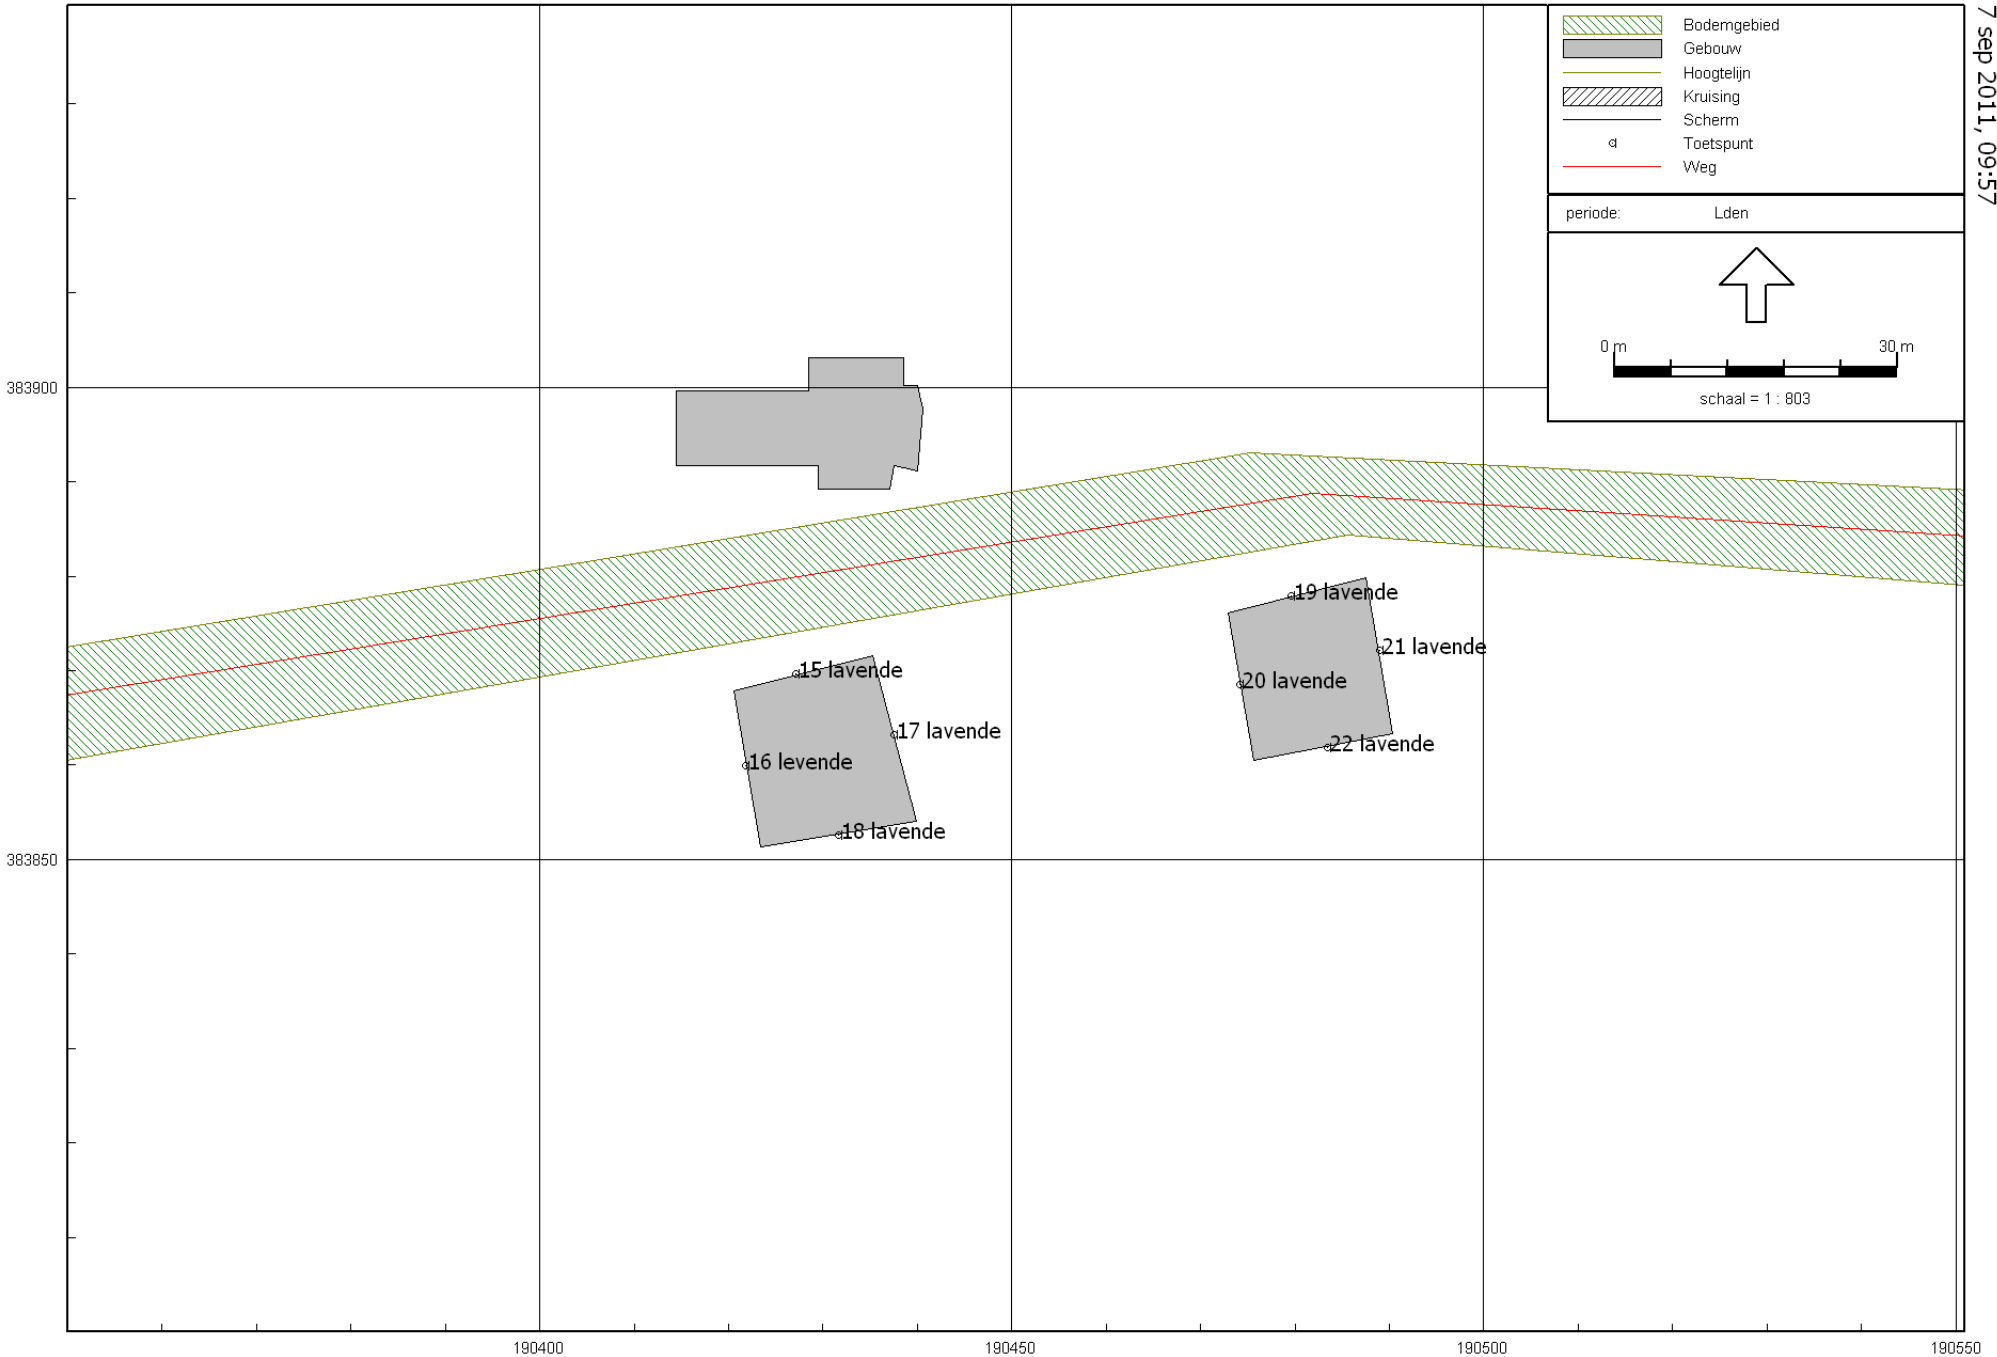 7 sep 2011, 09:57
Bodemgebied
Gebouw
Hoogtelijn
Kruising
Scherm
Toetspunt
Weg
periode: Lden
0 m 30 m
schaal = 1 : 803
383900
19 lavende
21 lavende
15 lavende
20 lavende
17 lavende
22 lavende
16 levende
18 lavende
383850
190400 190450 190500 190550